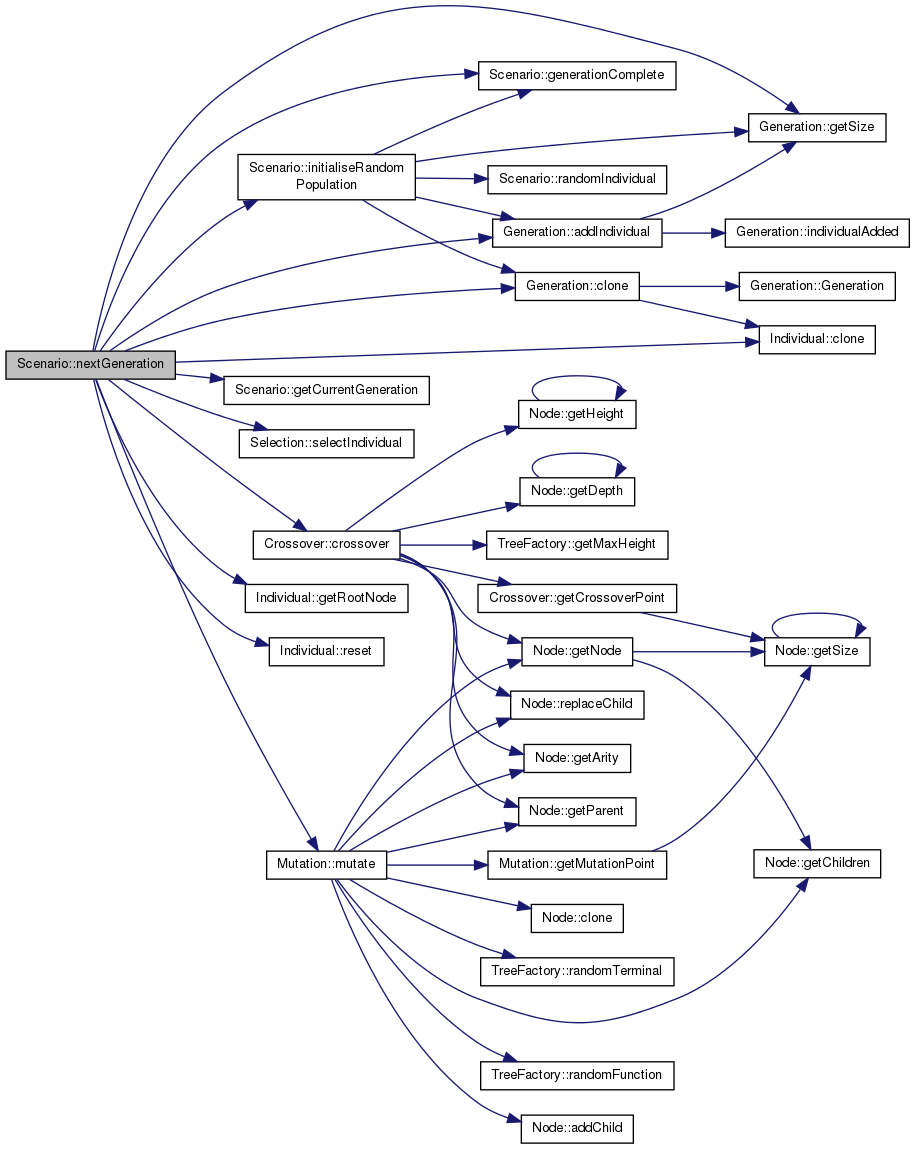 Scenario::generationComplete
Generation::getSize
Scenario::initialiseRandom
Population
Scenario::randomIndividual
Generation::addIndividual
Generation::individualAdded
Generation::clone
Generation::Generation
Individual::clone
Scenario::nextGeneration
Scenario::getCurrentGeneration
Node::getHeight
Selection::selectIndividual
Node::getDepth
Crossover::crossover
TreeFactory::getMaxHeight
Individual::getRootNode
Crossover::getCrossoverPoint
Individual::reset
Node::getNode
Node::getSize
Node::replaceChild
Node::getArity
Node::getParent
Mutation::mutate
Mutation::getMutationPoint
Node::getChildren
Node::clone
TreeFactory::randomTerminal
TreeFactory::randomFunction
Node::addChild